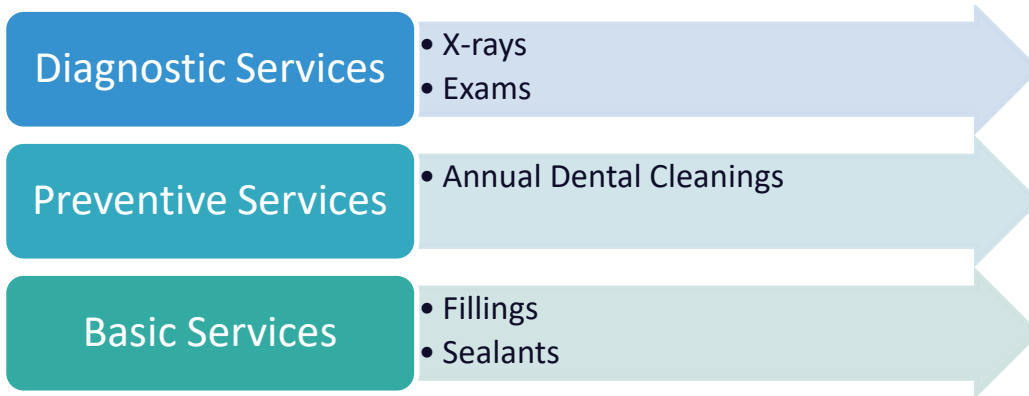 Diagnostic Services
• X-rays
• Exams
Preventive Services
• Annual Dental Cleanings
Basic Services
• Fillings
• Sealants